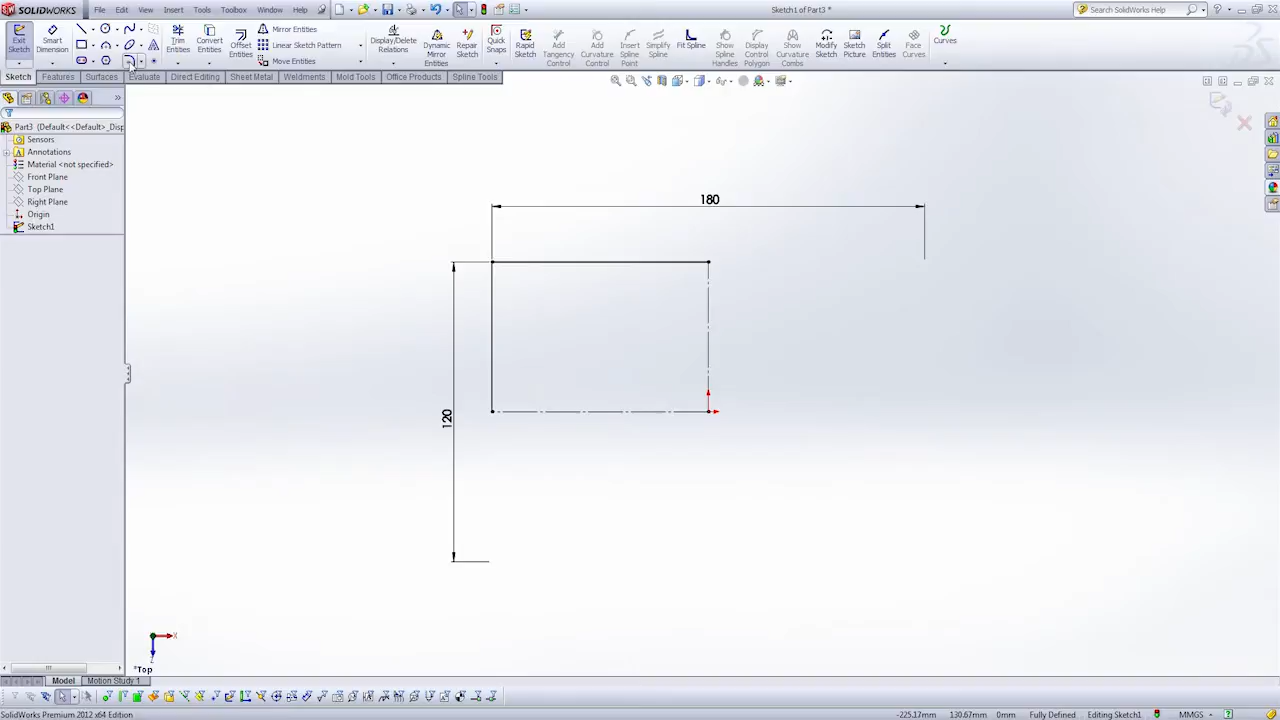 SOLIDWORKS File Edit View Insert Tools Toolbox Window Help Sketch1 of Part3 * Search SolidWorks Help
Exit Sketch
Smart Dimension
Trim Entities
Convert Entities
Offset Entities
Mirror Entities
Linear Sketch Pattern
Move Entities
Display/Delete Relations
Dynamic Mirror Entities
Repair Sketch
Quick Snaps
Rapid Sketch
Add Tangency Control
Add Curvature Control
Insert Spline Point
Simplify Spline
Fit Spline
Show Spline Handles
Display Control Polygon
Show Curvature Combs
Modify Sketch
Sketch Picture
Split Entities
Face Curves
Curves
Sketch Features Surfaces Evaluate Direct Editing Sheet Metal Weldments Mold Tools Office Products Spline Tools
Part3 (Default<<Default>_Disp
Sensors
Annotations
Material <not specified>
Front Plane
Top Plane
Right Plane
Origin
Sketch1
180
120
X
Z
*Top
Model Motion Study 1
SolidWorks Premium 2012 x64 Edition -225.17mm 130.67mm 0mm Fully Defined Editing Sketch1 MMGS